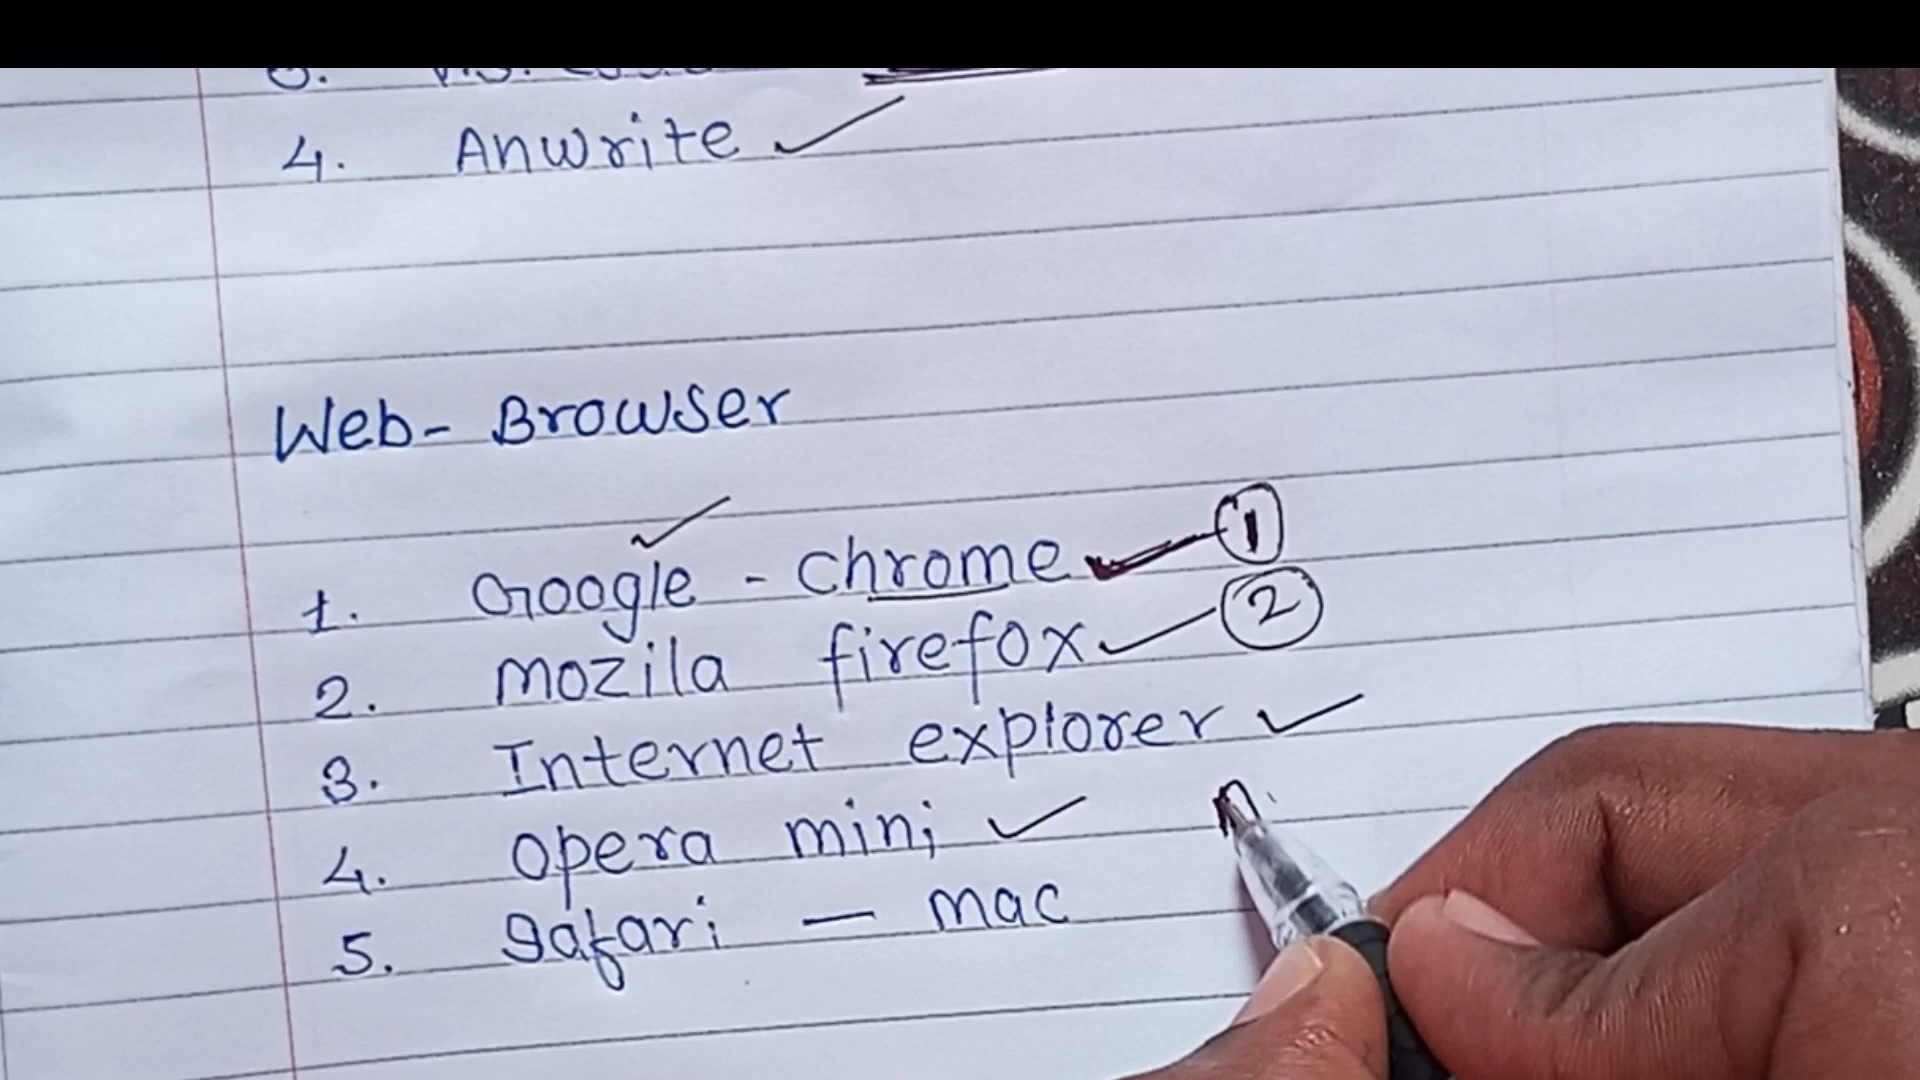 3.
4. Anwrite
Web-Browser
1. Google - chrome 1
2. mozila firefox 2
3. Internet explorer
4. opera mini
5. Safari — mac